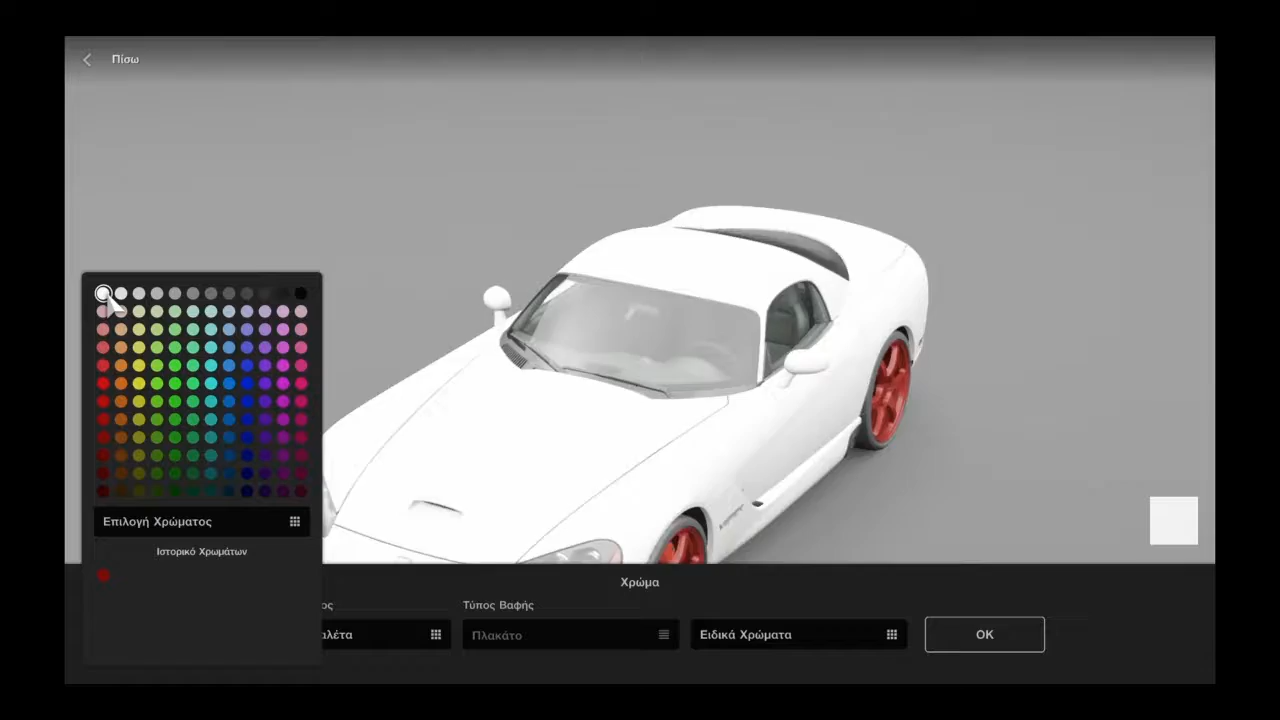 Πίσω
Επιλογή Χρώματος
Ιστορικό Χρωμάτων
Χρώμα
ος
Τύπος Βαφής
αλέτα
Πλακάτο
Ειδικά Χρώματα
OK